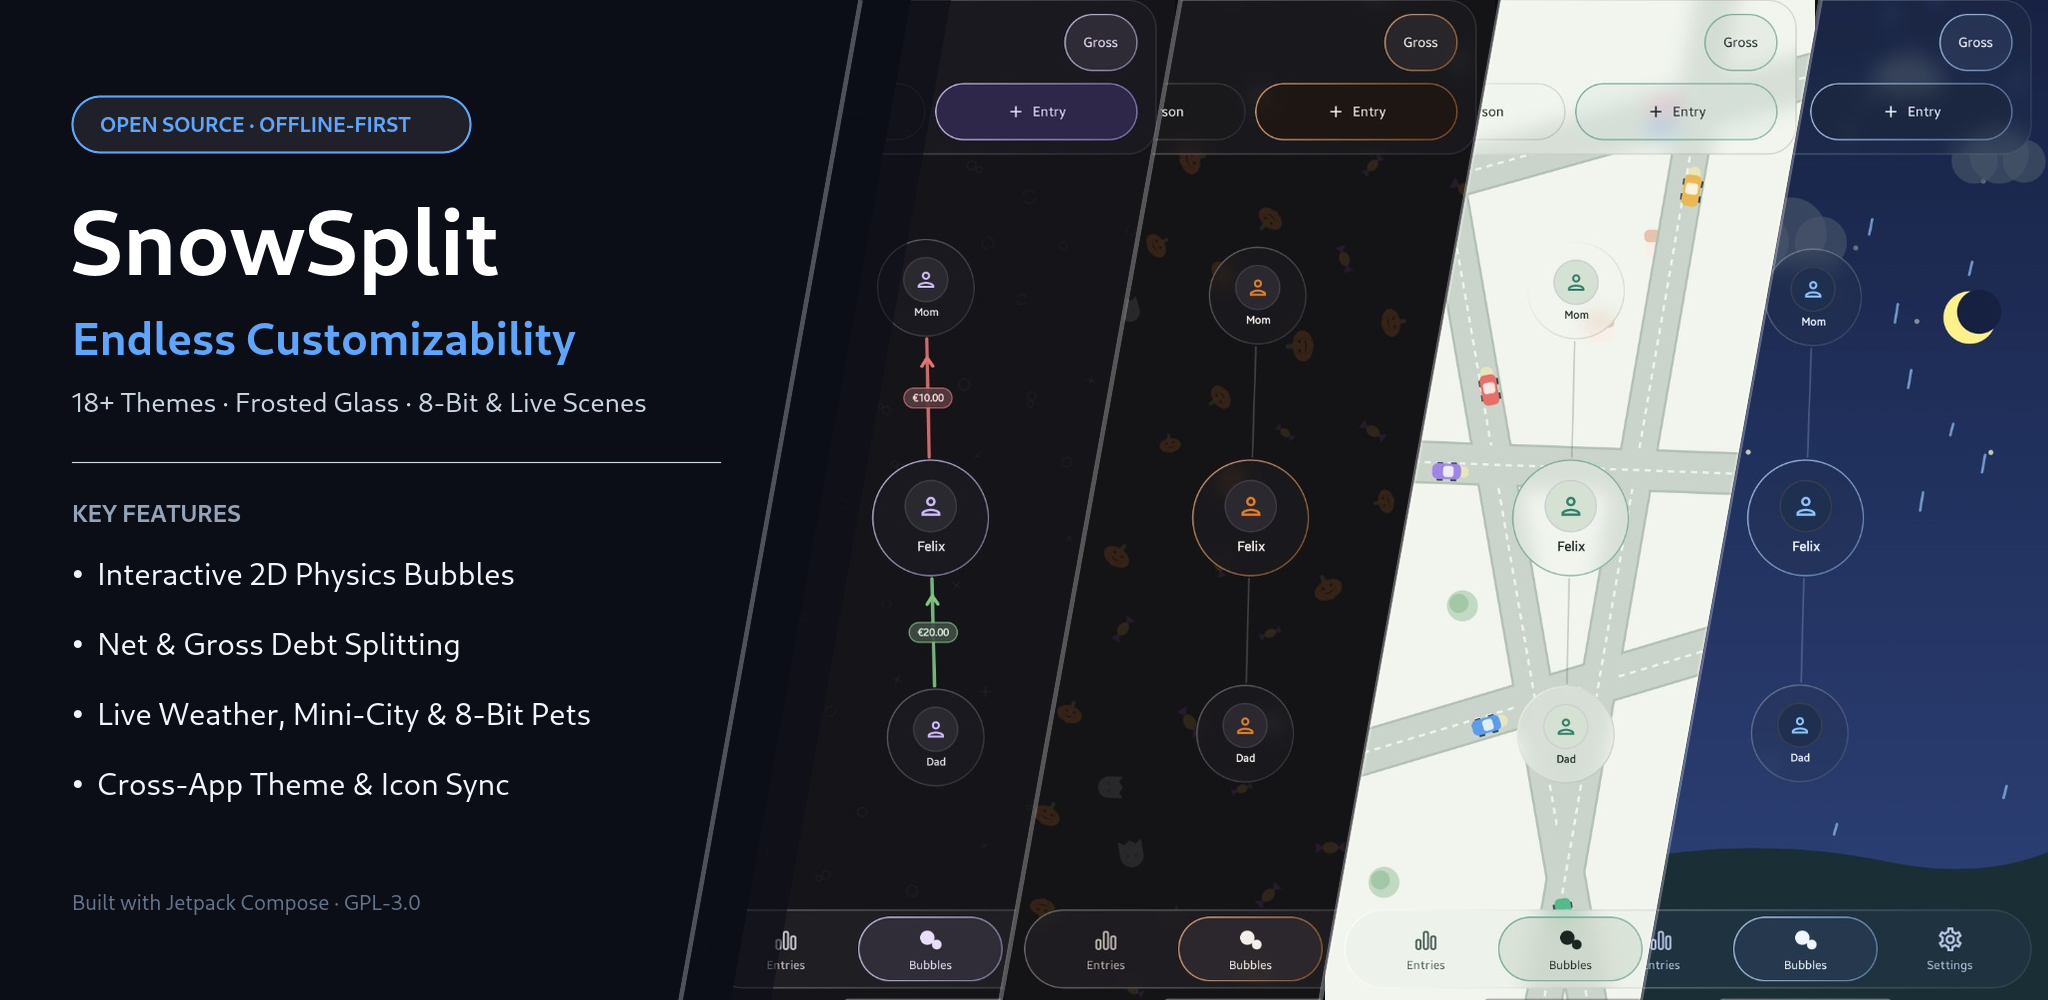 OPEN SOURCE · OFFLINE-FIRST
SnowSplit
Endless Customizability
18+ Themes · Frosted Glass · 8-Bit & Live Scenes
KEY FEATURES
• Interactive 2D Physics Bubbles
• Net & Gross Debt Splitting
• Live Weather, Mini-City & 8-Bit Pets
• Cross-App Theme & Icon Sync
Built with Jetpack Compose · GPL-3.0
Gross
+ Entry
Mom
€10.00
Felix
€20.00
Dad
Entries
Bubbles
Gross
son
+ Entry
Mom
Felix
Dad
Entries
Bubbles
Gross
son
+ Entry
Mom
Felix
Dad
Entries
Bubbles
Gross
+ Entry
Mom
Felix
Dad
ntries
Bubbles
Settings